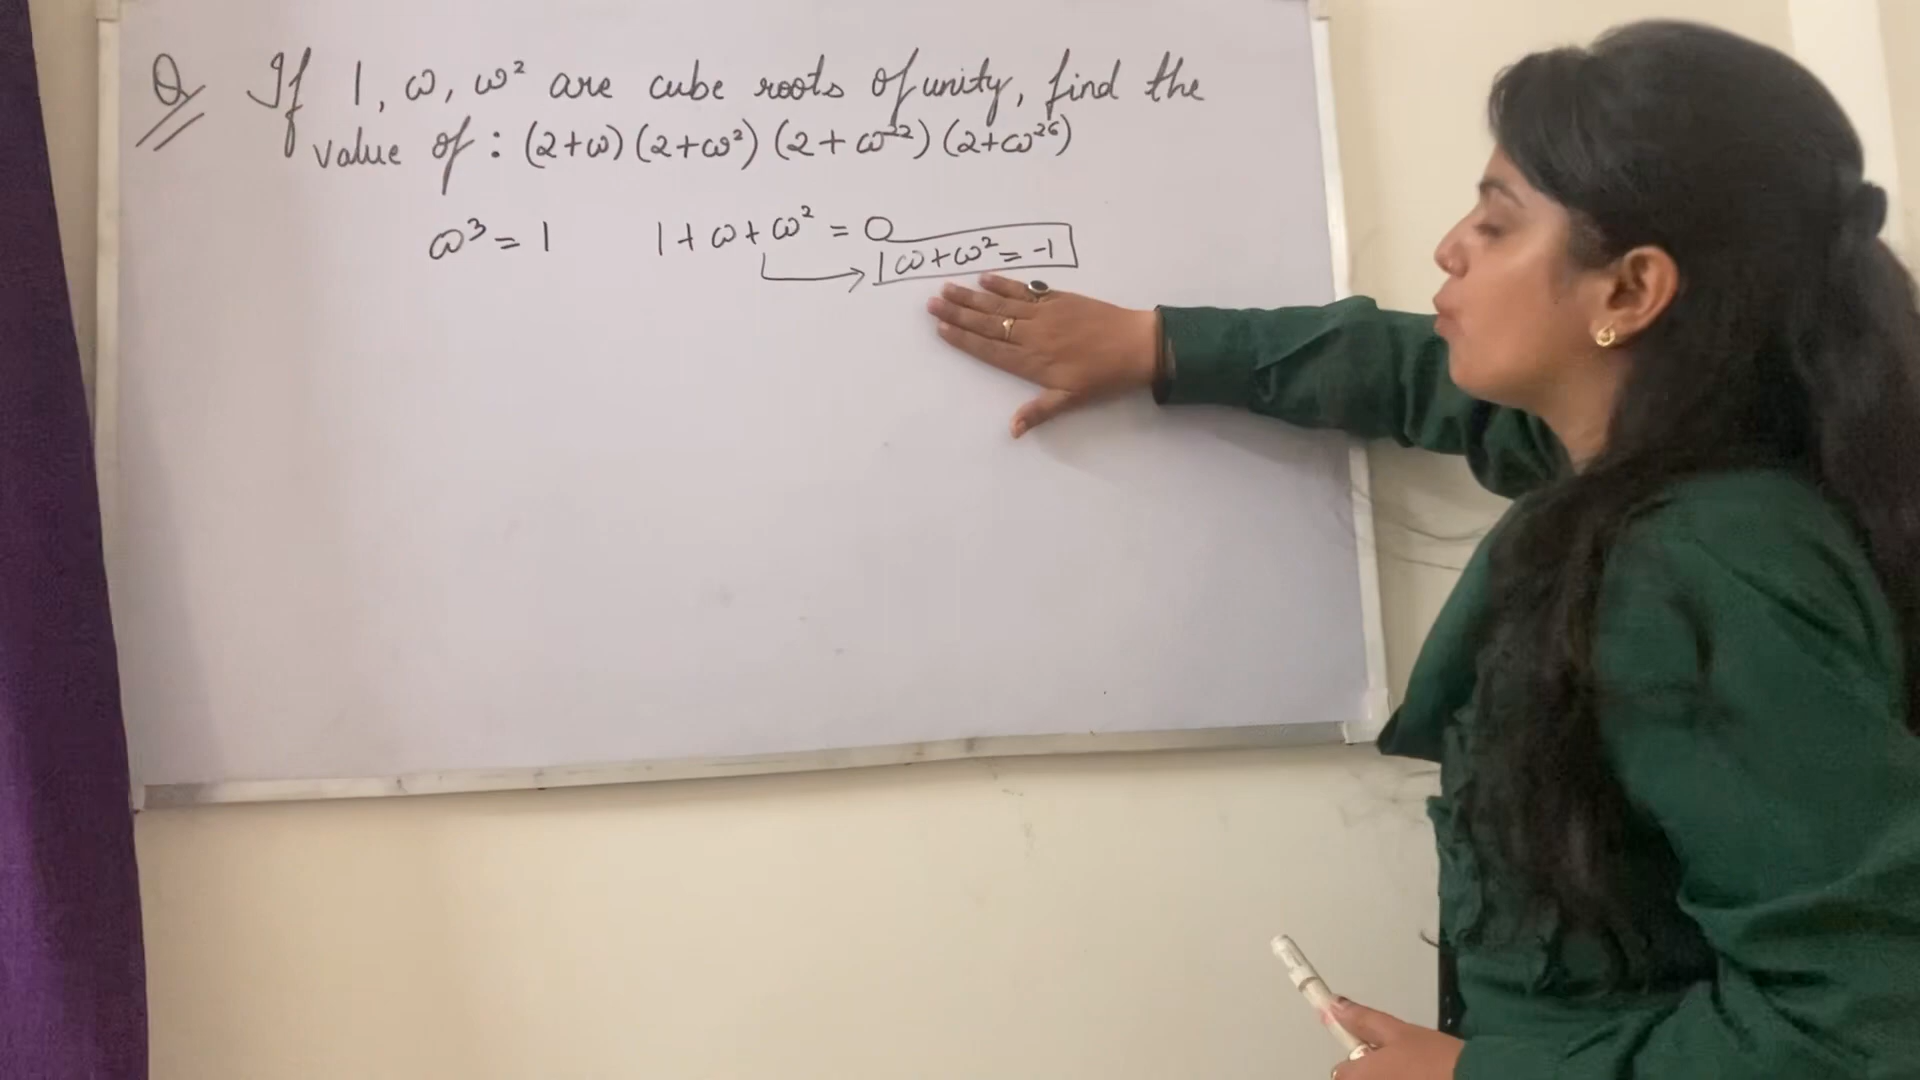 Q If 1, ω, ω² are cube roots of unity, find the
value of : (2+ω) (2+ω²) (2+ω²²) (2+ω²⁶)
ω³ = 1 1 + ω + ω² = 0
ω+ω² = -1